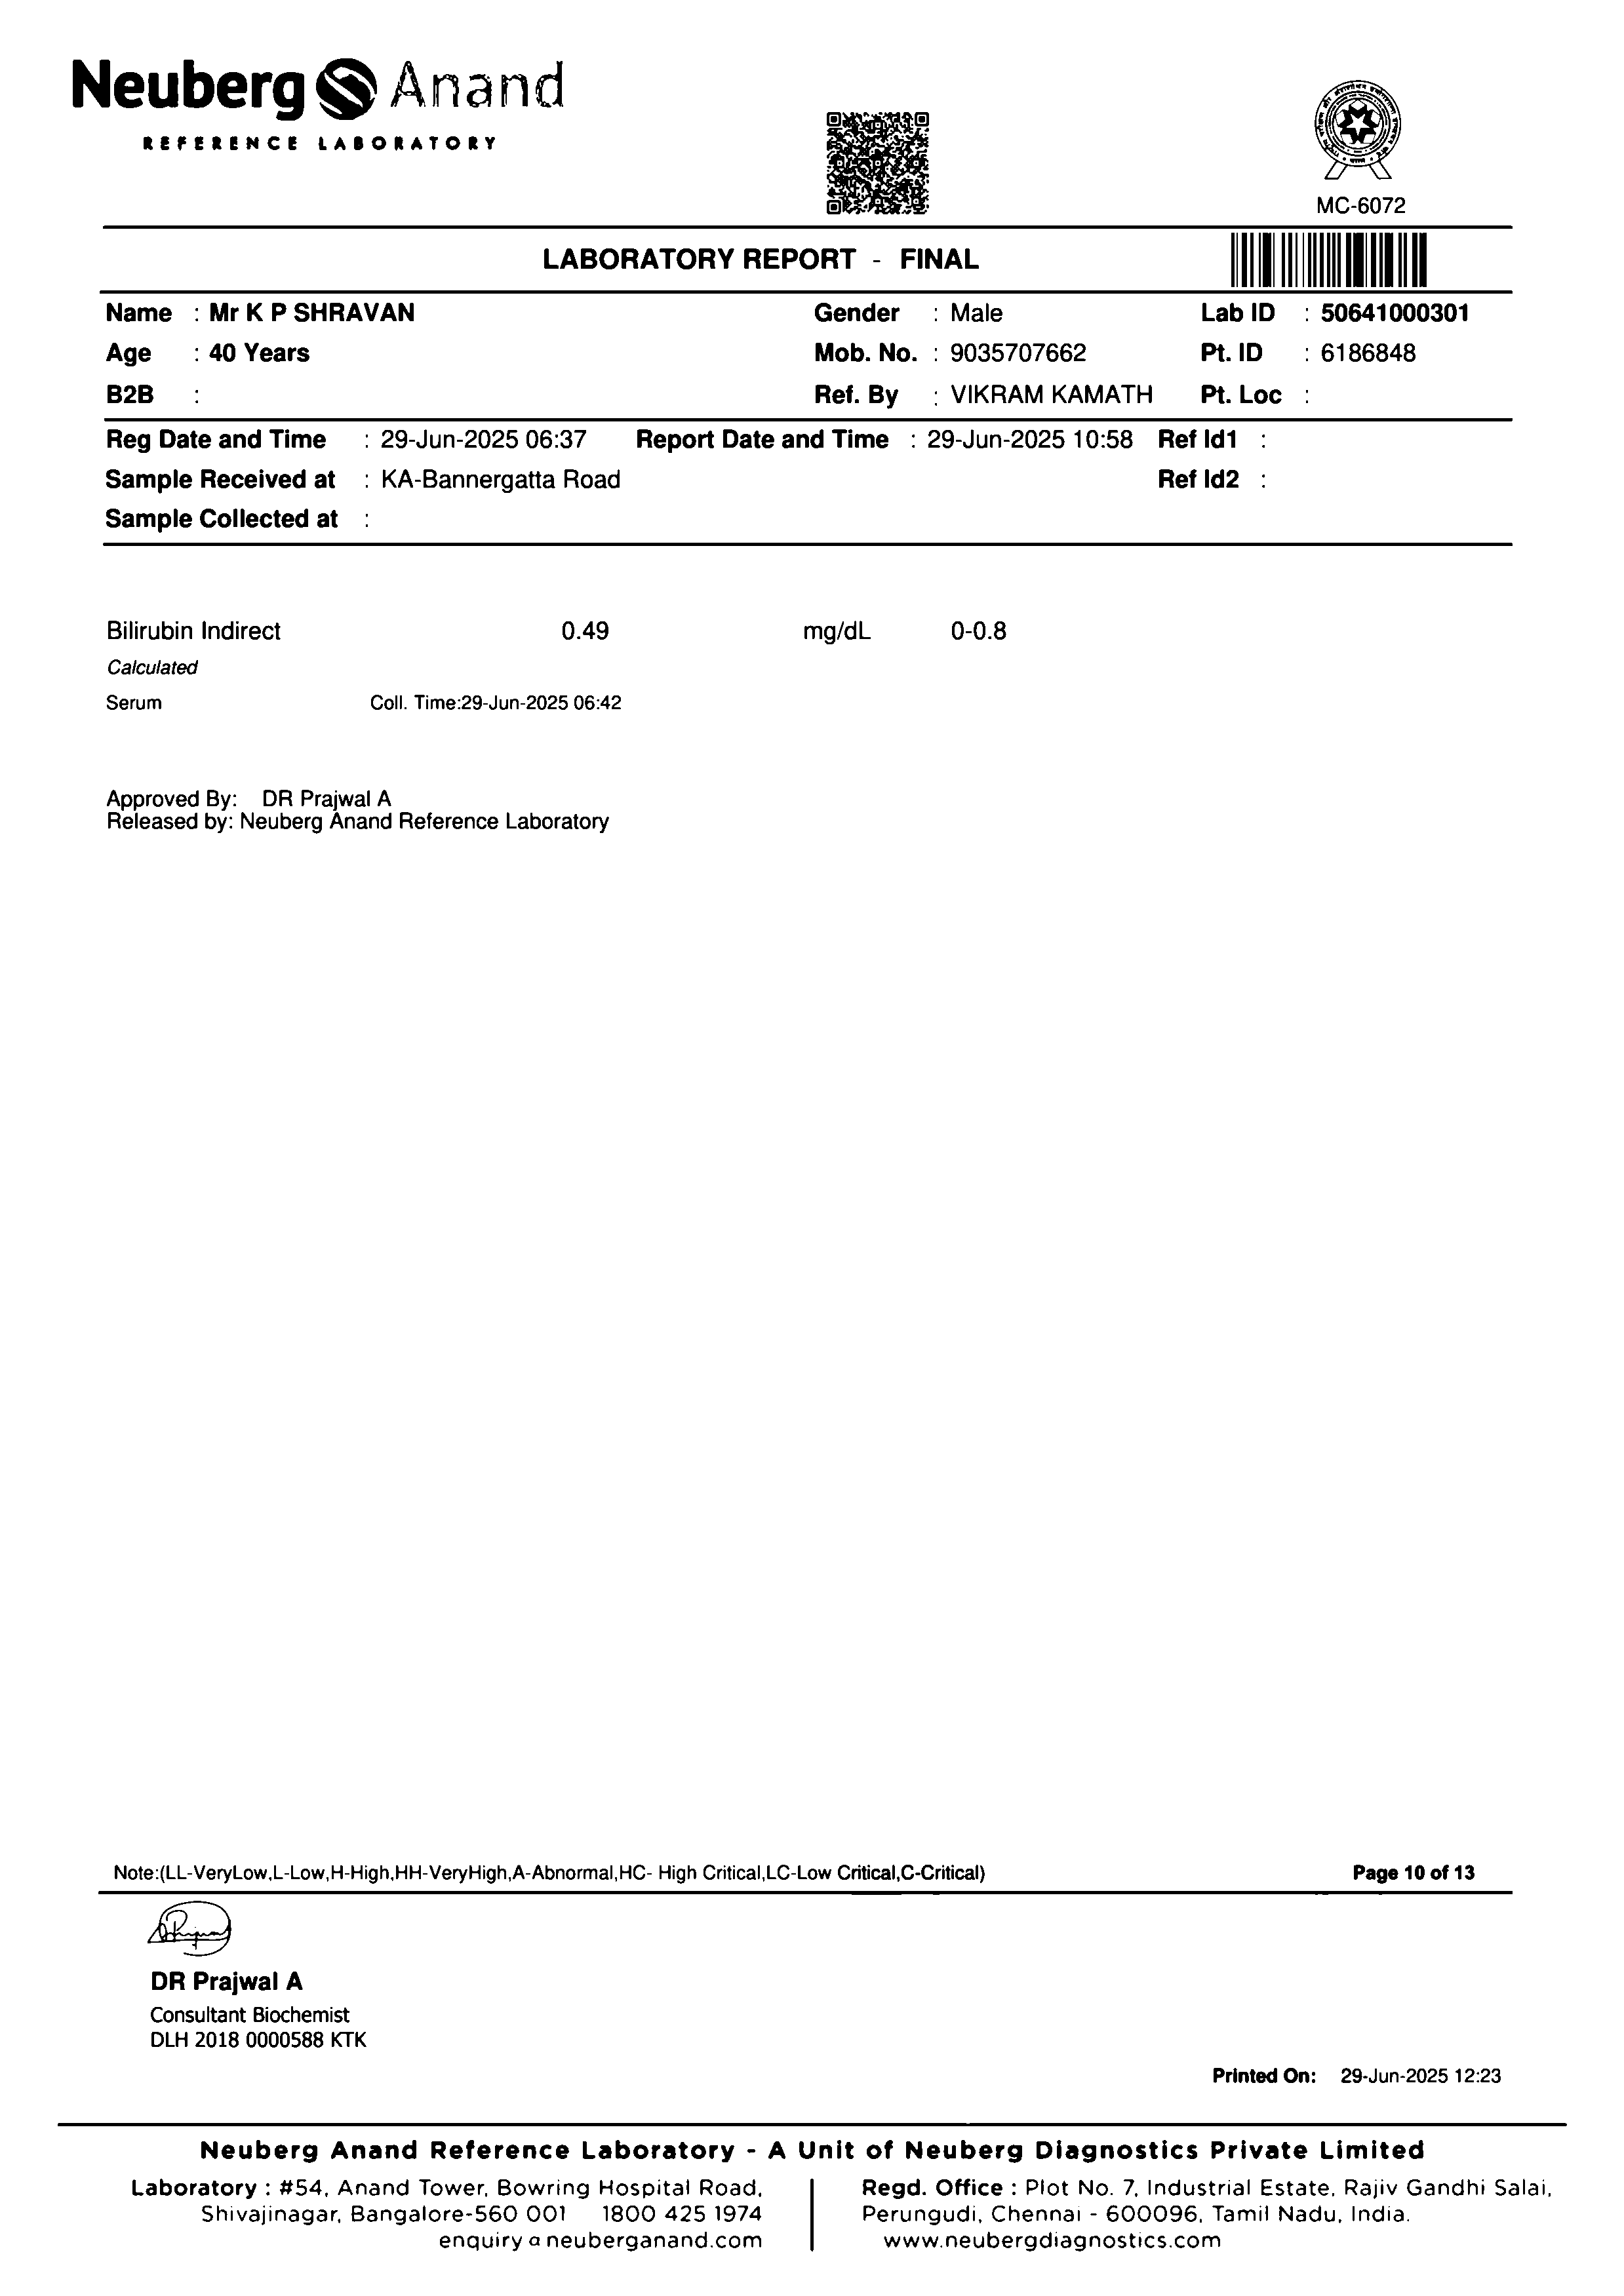 Neuberg Anand
REFERENCE LABORATORY
MC-6072
LABORATORY REPORT - FINAL
Name : Mr K P SHRAVAN Gender : Male Lab ID : 50641000301
Age : 40 Years Mob. No. : 9035707662 Pt. ID : 6186848
B2B : Ref. By : VIKRAM KAMATH Pt. Loc :
Reg Date and Time : 29-Jun-2025 06:37 Report Date and Time : 29-Jun-2025 10:58 Ref Id1 :
Sample Received at : KA-Bannergatta Road Ref Id2 :
Sample Collected at :
Bilirubin Indirect 0.49 mg/dL 0-0.8
Calculated
Serum Coll. Time:29-Jun-2025 06:42
Approved By: DR Prajwal A
Released by: Neuberg Anand Reference Laboratory
Note:(LL-VeryLow,L-Low,H-High,HH-VeryHigh,A-Abnormal,HC- High Critical,LC-Low Critical,C-Critical) Page 10 of 13
DR Prajwal A
Consultant Biochemist
DLH 2018 0000588 KTK
Printed On: 29-Jun-2025 12:23
Neuberg Anand Reference Laboratory - A Unit of Neuberg Diagnostics Private Limited
Laboratory : #54, Anand Tower, Bowring Hospital Road,
Shivajinagar, Bangalore-560 001 1800 425 1974
enquiry@neuberganand.com
Regd. Office : Plot No. 7, Industrial Estate, Rajiv Gandhi Salai,
Perungudi, Chennai - 600096, Tamil Nadu, India.
www.neubergdiagnostics.com